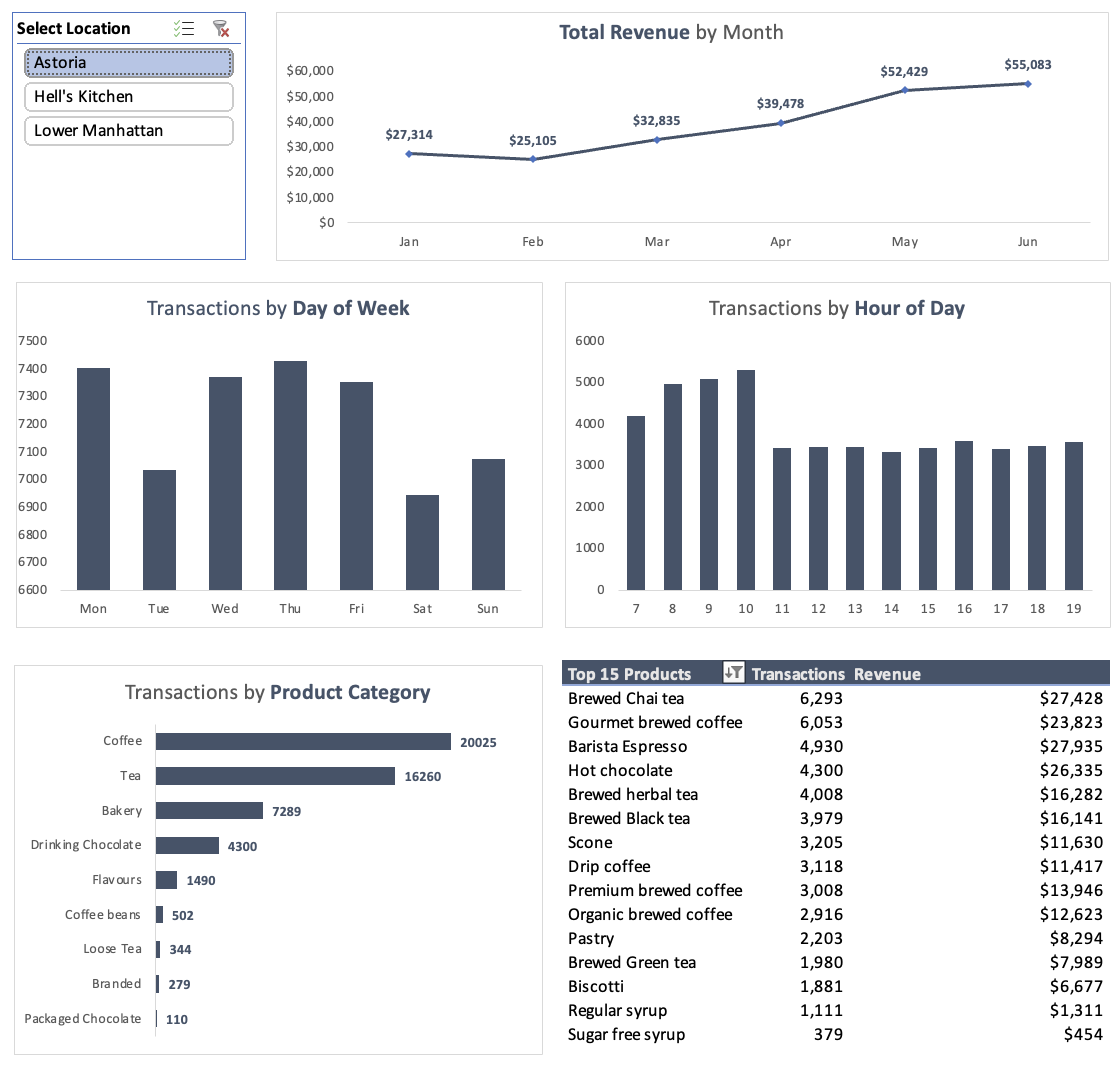 Select Location
Astoria
Hell's Kitchen
Lower Manhattan
Total Revenue by Month
$60,000
$50,000
$40,000
$30,000
$20,000
$10,000
$0
$27,314
$25,105
$32,835
$39,478
$52,429
$55,083
Jan Feb Mar Apr May Jun
Transactions by Day of Week
7500
7400
7300
7200
7100
7000
6900
6800
6700
6600
Mon Tue Wed Thu Fri Sat Sun
Transactions by Hour of Day
6000
5000
4000
3000
2000
1000
0
7 8 9 10 11 12 13 14 15 16 17 18 19
Transactions by Product Category
Coffee 20025
Tea 16260
Bakery 7289
Drinking Chocolate 4300
Flavours 1490
Coffee beans 502
Loose Tea 344
Branded 279
Packaged Chocolate 110
Top 15 Products Transactions Revenue
Brewed Chai tea 6,293 $27,428
Gourmet brewed coffee 6,053 $23,823
Barista Espresso 4,930 $27,935
Hot chocolate 4,300 $26,335
Brewed herbal tea 4,008 $16,282
Brewed Black tea 3,979 $16,141
Scone 3,205 $11,630
Drip coffee 3,118 $11,417
Premium brewed coffee 3,008 $13,946
Organic brewed coffee 2,916 $12,623
Pastry 2,203 $8,294
Brewed Green tea 1,980 $7,989
Biscotti 1,881 $6,677
Regular syrup 1,111 $1,311
Sugar free syrup 379 $454